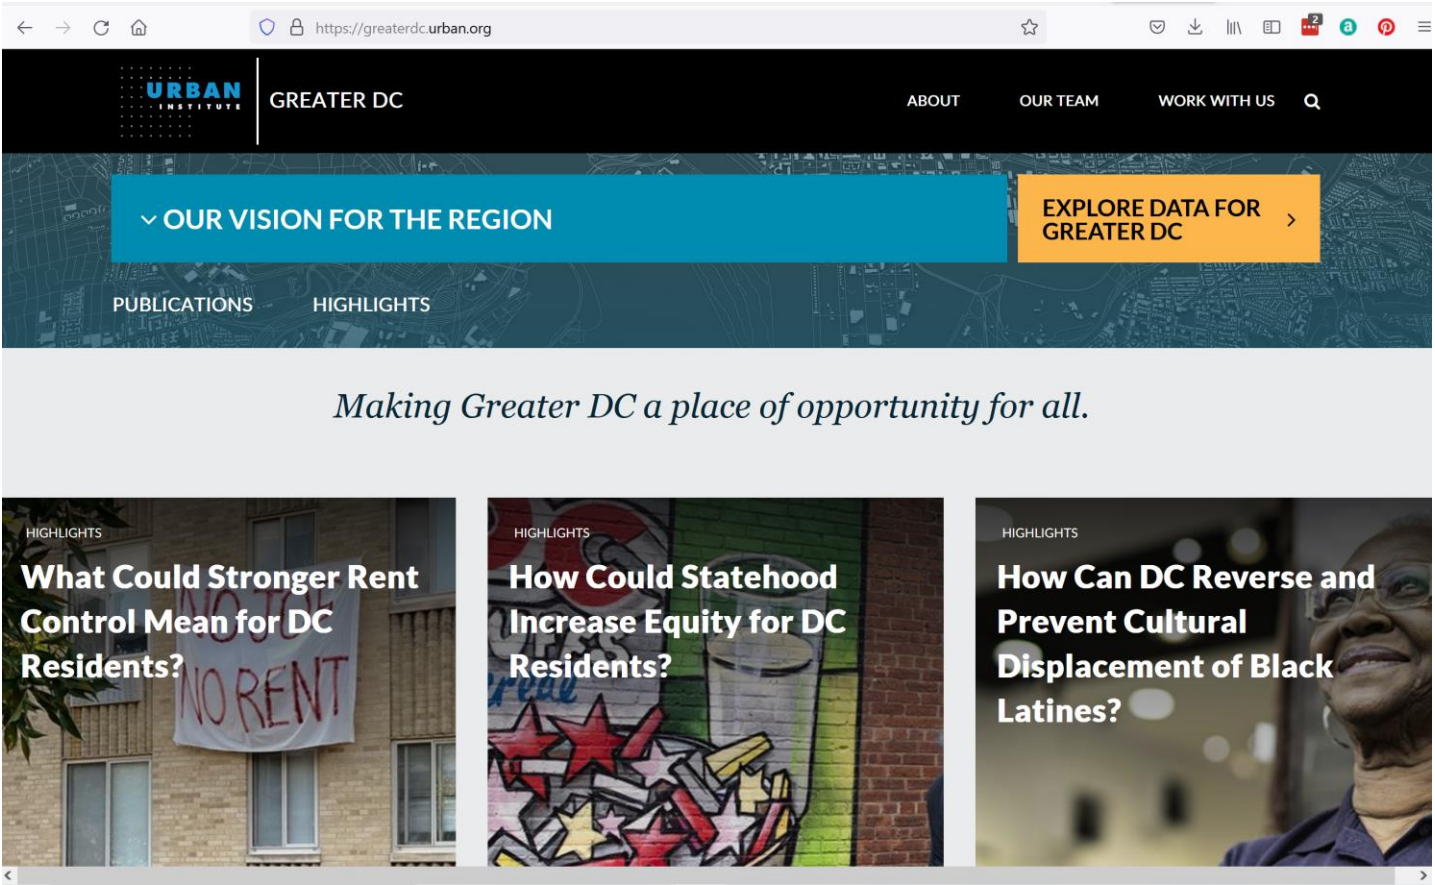 https://greaterdc.urban.org
2
a
URBAN
INSTITUTE
GREATER DC
ABOUT
OUR TEAM
WORK WITH US
OUR VISION FOR THE REGION
EXPLORE DATA FOR
GREATER DC
PUBLICATIONS
HIGHLIGHTS
Making Greater DC a place of opportunity for all.
HIGHLIGHTS
What Could Stronger Rent
Control Mean for DC
Residents?
NO JOB
NO RENT
HIGHLIGHTS
How Could Statehood
Increase Equity for DC
Residents?
HIGHLIGHTS
How Can DC Reverse and
Prevent Cultural
Displacement of Black
Latines?